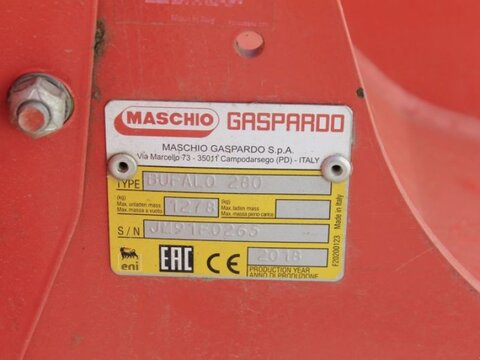 MASCHIO GASPARDO
MASCHIO GASPARDO S.p.A.
Via Marcello 73 - 35011 Campodarsego (PD) - ITALY
TYPE BUFALO 280
(kg) Max. unladen mass Max. massa a vuoto 1278 (kg) Max. laden mass Max. massa pieno carico
S/N
eni EAC CE 2018
PRODUCTION YEAR
ANNO DI PRODUZIONE
F20200123 Made in Italy